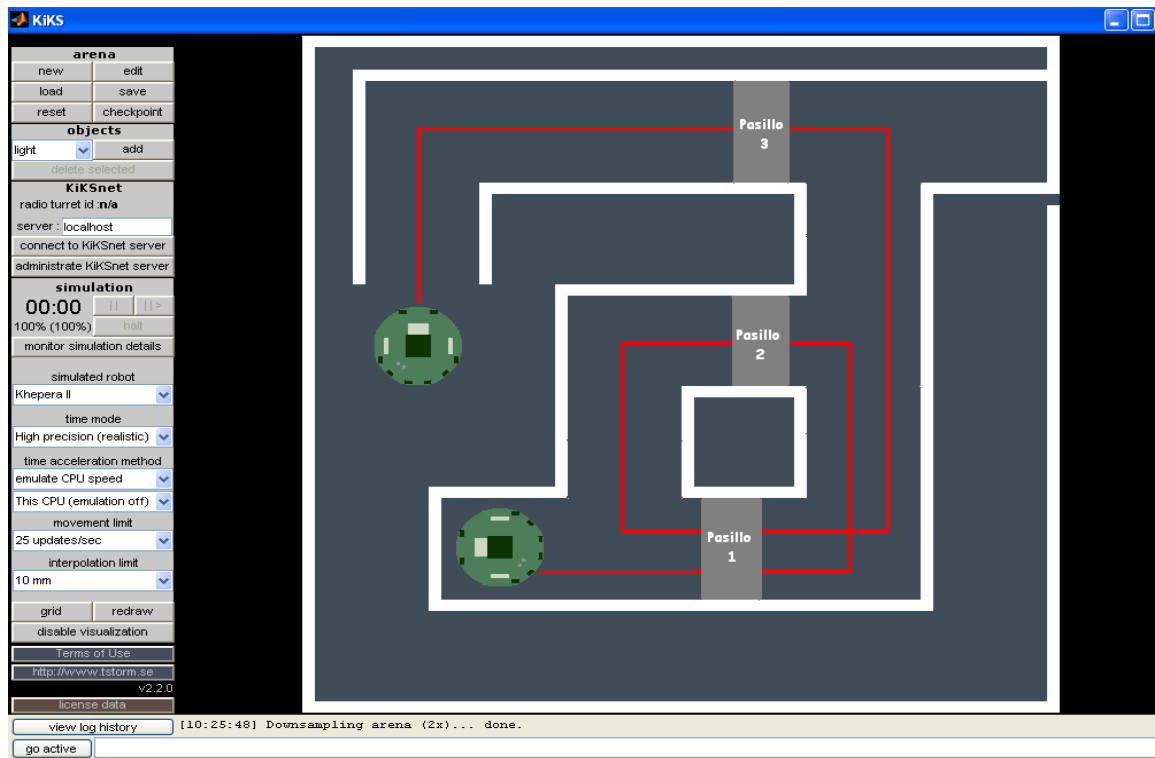 KiKS
arena
new edit
load save
reset checkpoint
objects
light add
delete selected
KiKSnet
radio turret id :n/a
server : localhost
connect to KiKSnet server
administrate KiKSnet server
simulation
00:00 || ||>
100% (100%) halt
monitor simulation details
simulated robot
Khepera II
time mode
High precision (realistic)
time acceleration method
emulate CPU speed
This CPU (emulation off)
movement limit
25 updates/sec
interpolation limit
10 mm
grid redraw
disable visualization
Terms of Use
http://www.tstorm.se
v2.2.0
license data
view log history
go active
Pasillo
3
Pasillo
2
Pasillo
1
[10:25:48] Downsampling arena (2x)... done.